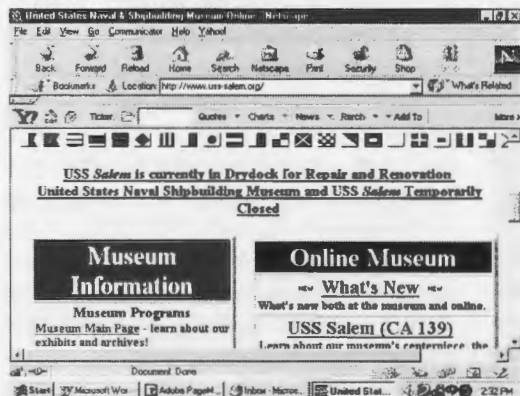 United States Naval & Shipbuilding Museum Online - Netscape
File Edit View Go Communicator Help Yahoo!
Back Forward Reload Home Search Netscape Print Security Shop
Bookmarks Location: http://www.uss-salem.org/ What's Related
Y? Ticker: Quotes Charts News Add To More
USS Salem is currently in Drydock for Repair and Renovation
United States Naval Shipbuilding Museum and USS Salem Temporarily
Closed
Museum
Information
Museum Programs
Museum Main Page - learn about our
exhibits and archives!
Online Museum
NEW What's New NEW
What's new both at the museum and online.
USS Salem (CA 139)
Learn about our museum's centerpiece, the
Document: Done
Start Microsoft Wor Adobe PageM... Inbox - Micros... United Stat... 2:32 PM